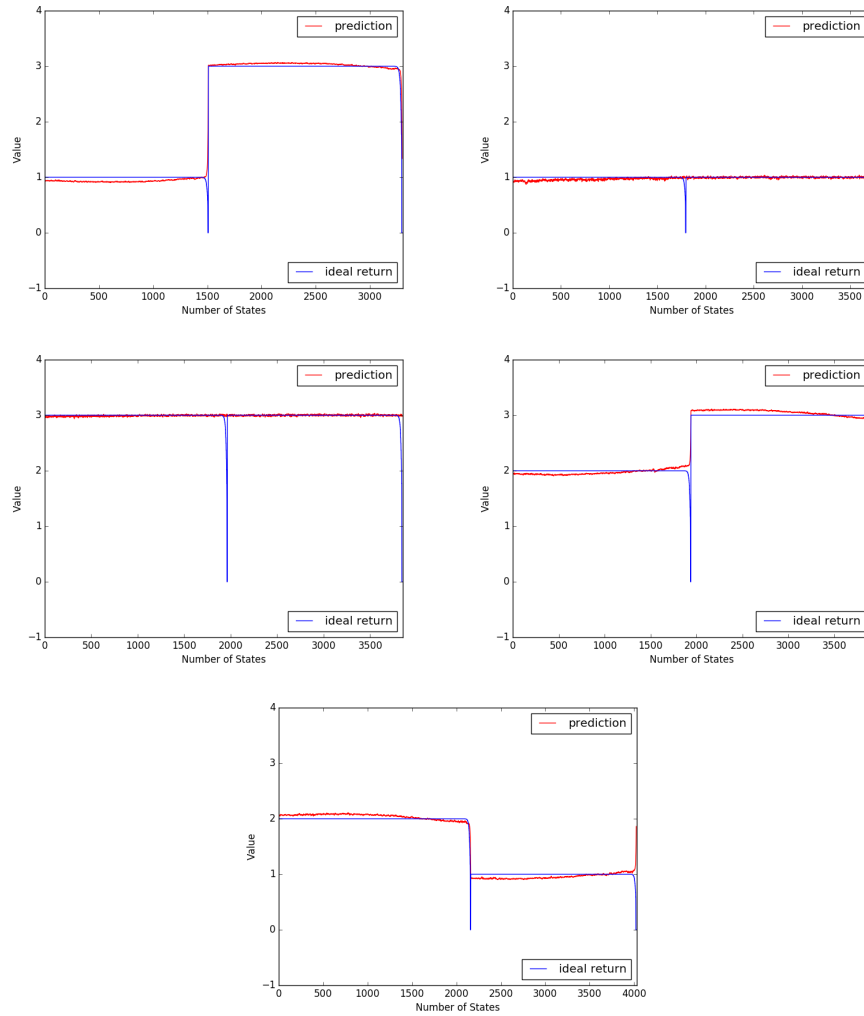 4
3
2
1
0
−1
Value
prediction
ideal return
0 500 1000 1500 2000 2500 3000
Number of States
4
3
2
1
0
−1
Value
prediction
ideal return
0 500 1000 1500 2000 2500 3000 3500
Number of States
4
3
2
1
0
−1
Value
prediction
ideal return
0 500 1000 1500 2000 2500 3000 3500
Number of States
4
3
2
1
0
−1
Value
prediction
ideal return
0 500 1000 1500 2000 2500 3000 3500
Number of States
4
3
2
1
0
−1
Value
prediction
ideal return
0 500 1000 1500 2000 2500 3000 3500 4000
Number of States